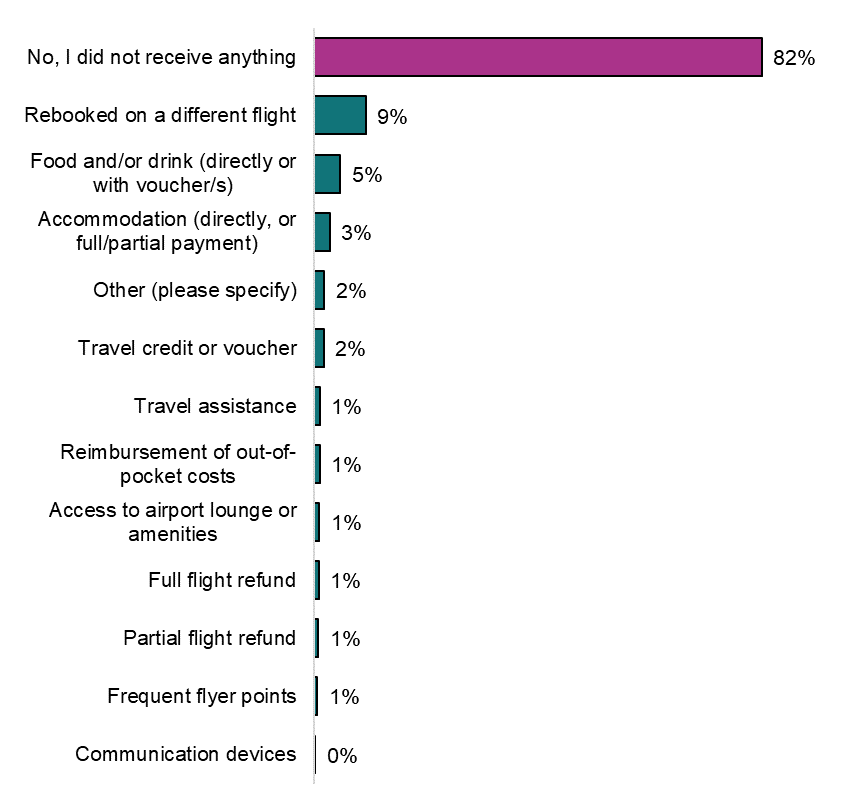 No, I did not receive anything 82%
Rebooked on a different flight 9%
Food and/or drink (directly or
with voucher/s) 5%
Accommodation (directly, or
full/partial payment) 3%
Other (please specify) 2%
Travel credit or voucher 2%
Travel assistance 1%
Reimbursement of out-of-
pocket costs 1%
Access to airport lounge or
amenities 1%
Full flight refund 1%
Partial flight refund 1%
Frequent flyer points 1%
Communication devices 0%